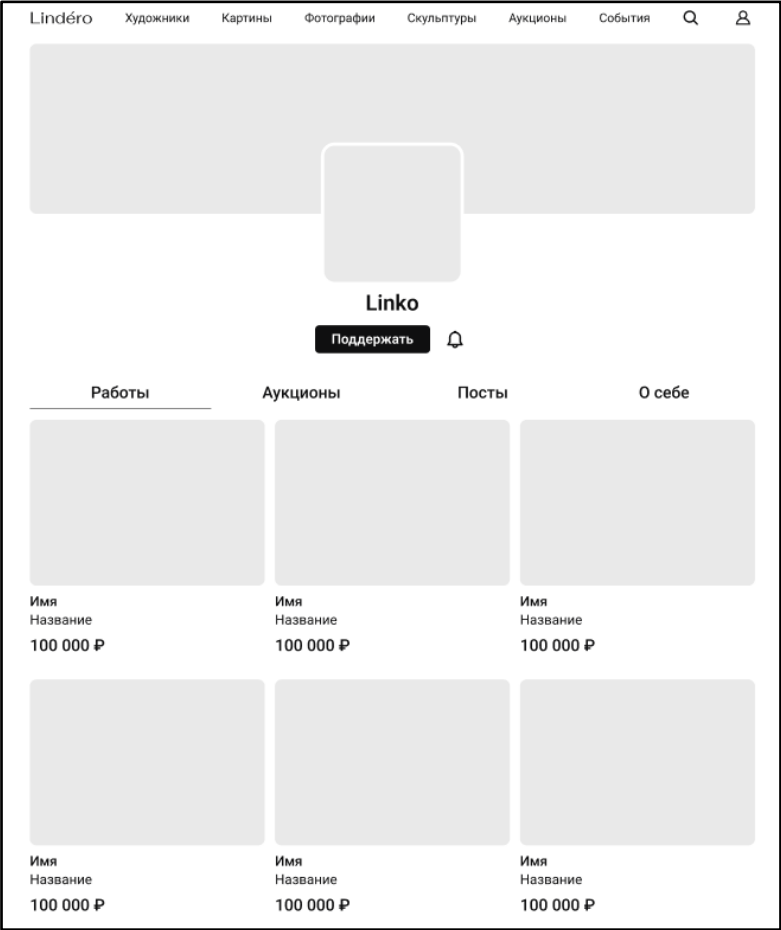 Lindéro Художники Картины Фотографии Скульптуры Аукционы События
Linko
Поддержать
Работы Аукционы Посты О себе
Имя Имя Имя
Название Название Название
100 000 ₽ 100 000 ₽ 100 000 ₽
Имя Имя Имя
Название Название Название
100 000 ₽ 100 000 ₽ 100 000 ₽